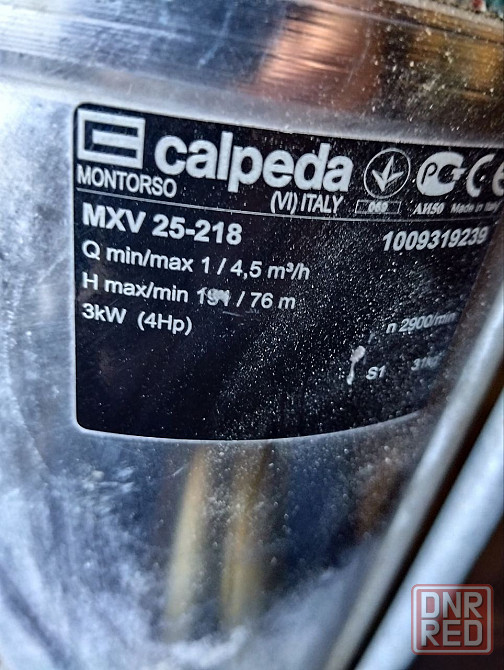 calpeda
MONTORSO (VI) ITALY
069 AH50 Made in
MXV 25-218 1009319239
Q min/max 1 / 4,5 m³/h
H max/min / 76 m
3kW (4Hp) n 2900/min
S1
DNR
RED